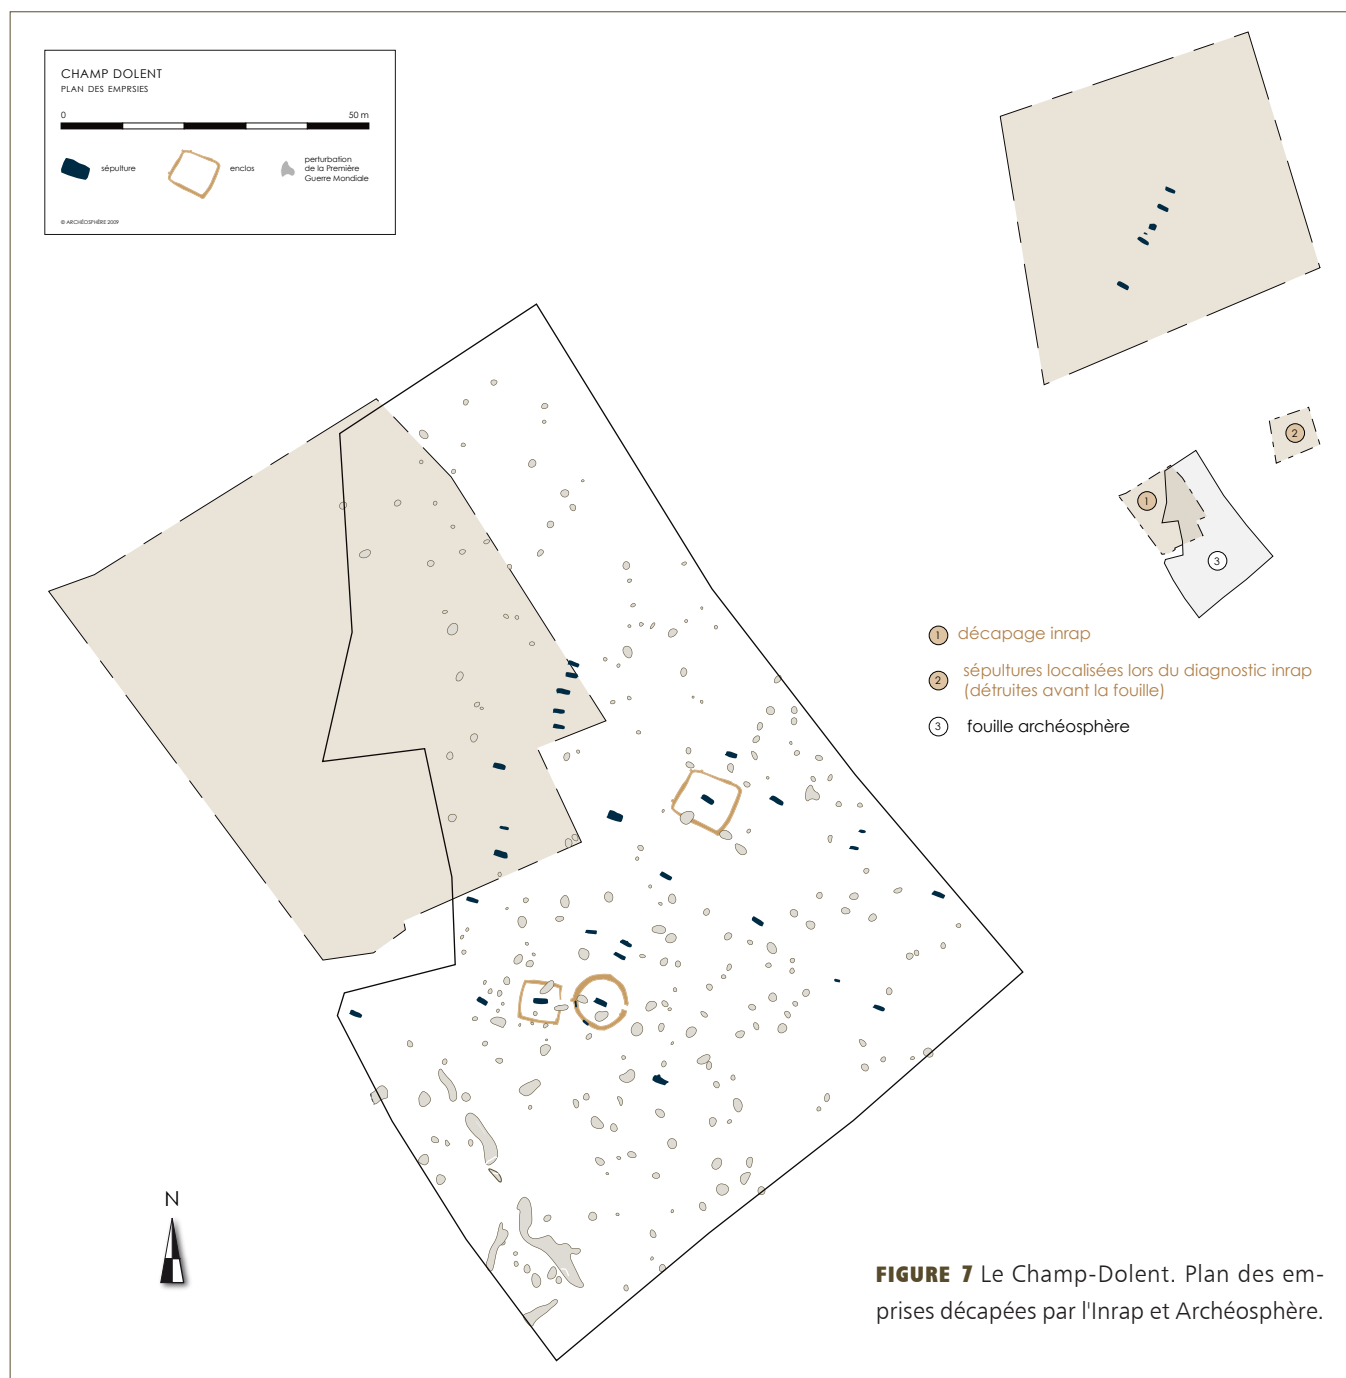 CHAMP DOLENT
PLAN DES EMPRSIES
0 50 m
sépulture
enclos
perturbation
de la Première
Guerre Mondiale
© ARCHÉOSPHÈRE 2009
2
1
3
1 décapage inrap
2 sépultures localisées lors du diagnostic inrap
(détruites avant la fouille)
3 fouille archéosphère
N
FIGURE 7 Le Champ-Dolent. Plan des em-
prises décapées par l'Inrap et Archéosphère.